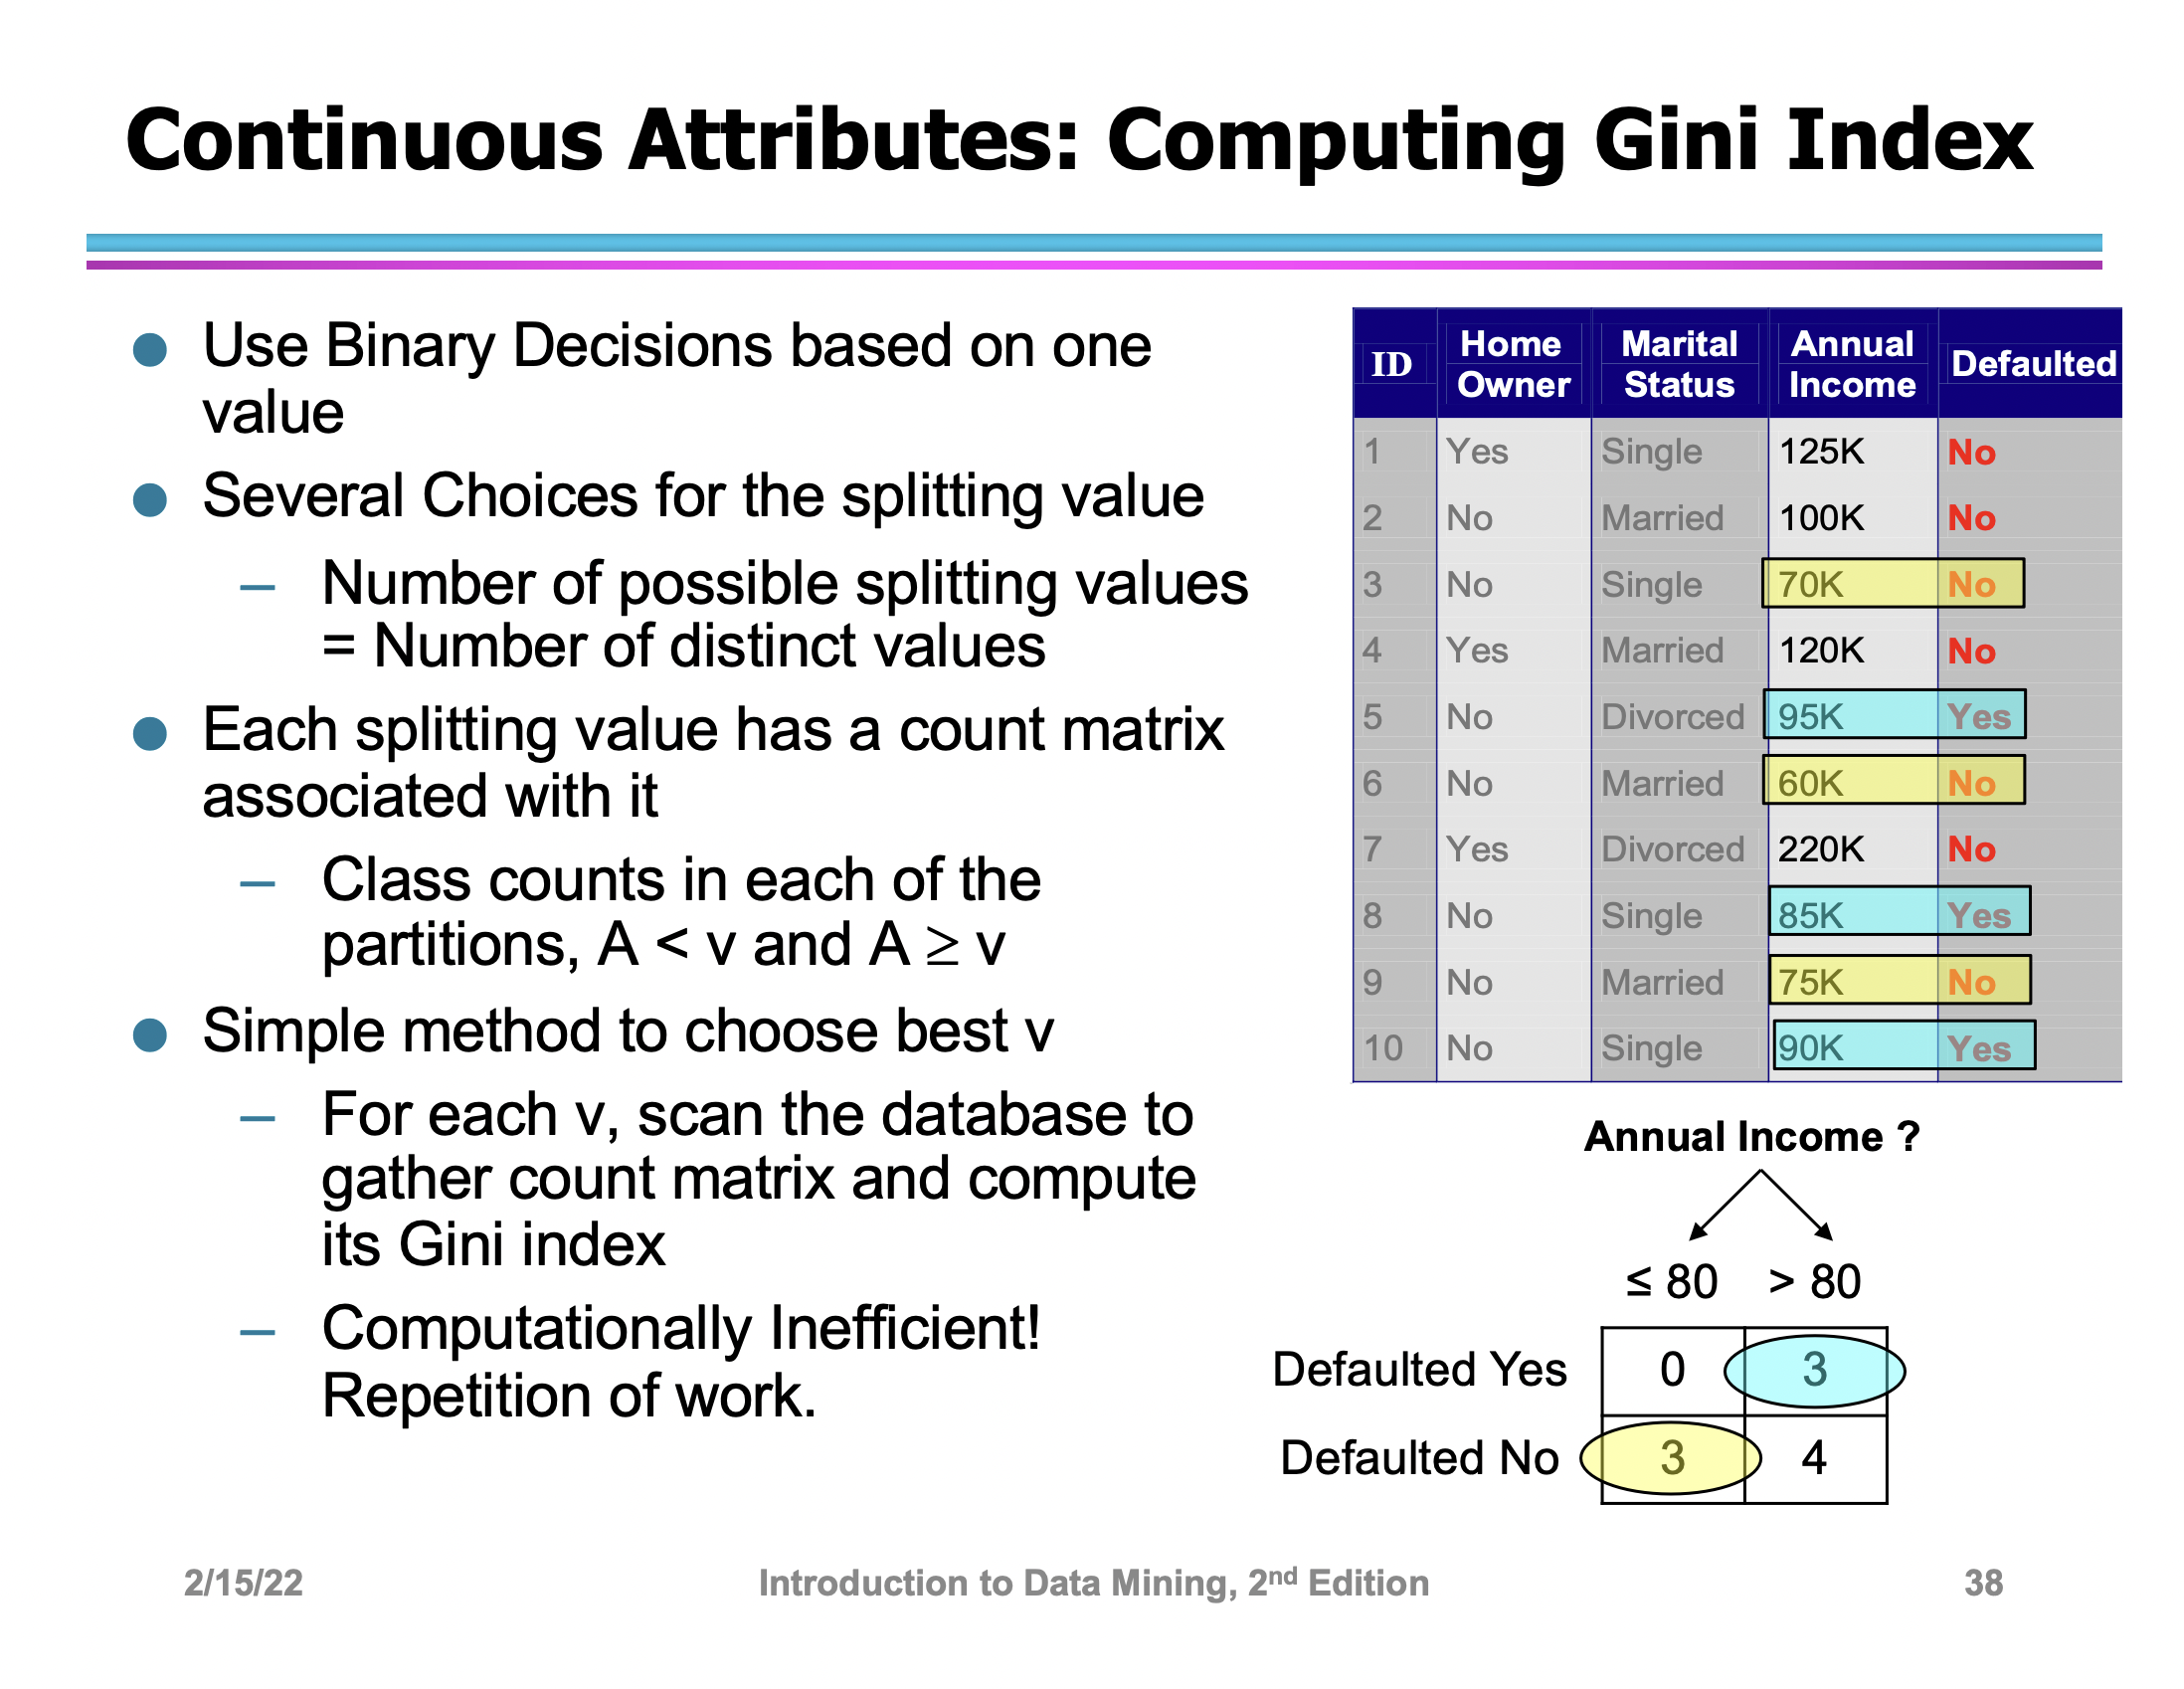 Continuous Attributes: Computing Gini Index
● Use Binary Decisions based on one
value
● Several Choices for the splitting value
– Number of possible splitting values
= Number of distinct values
● Each splitting value has a count matrix
associated with it
– Class counts in each of the
partitions, A < v and A ≥ v
● Simple method to choose best v
– For each v, scan the database to
gather count matrix and compute
its Gini index
– Computationally Inefficient!
Repetition of work.
ID Home Owner Marital Status Annual Income Defaulted
1 Yes Single 125K No
2 No Married 100K No
3 No Single 70K No
4 Yes Married 120K No
5 No Divorced 95K Yes
6 No Married 60K No
7 Yes Divorced 220K No
8 No Single 85K Yes
9 No Married 75K No
10 No Single 90K Yes
Annual Income ?
≤ 80 > 80
Defaulted Yes 0 3
Defaulted No 3 4
2/15/22 Introduction to Data Mining, 2nd Edition 38